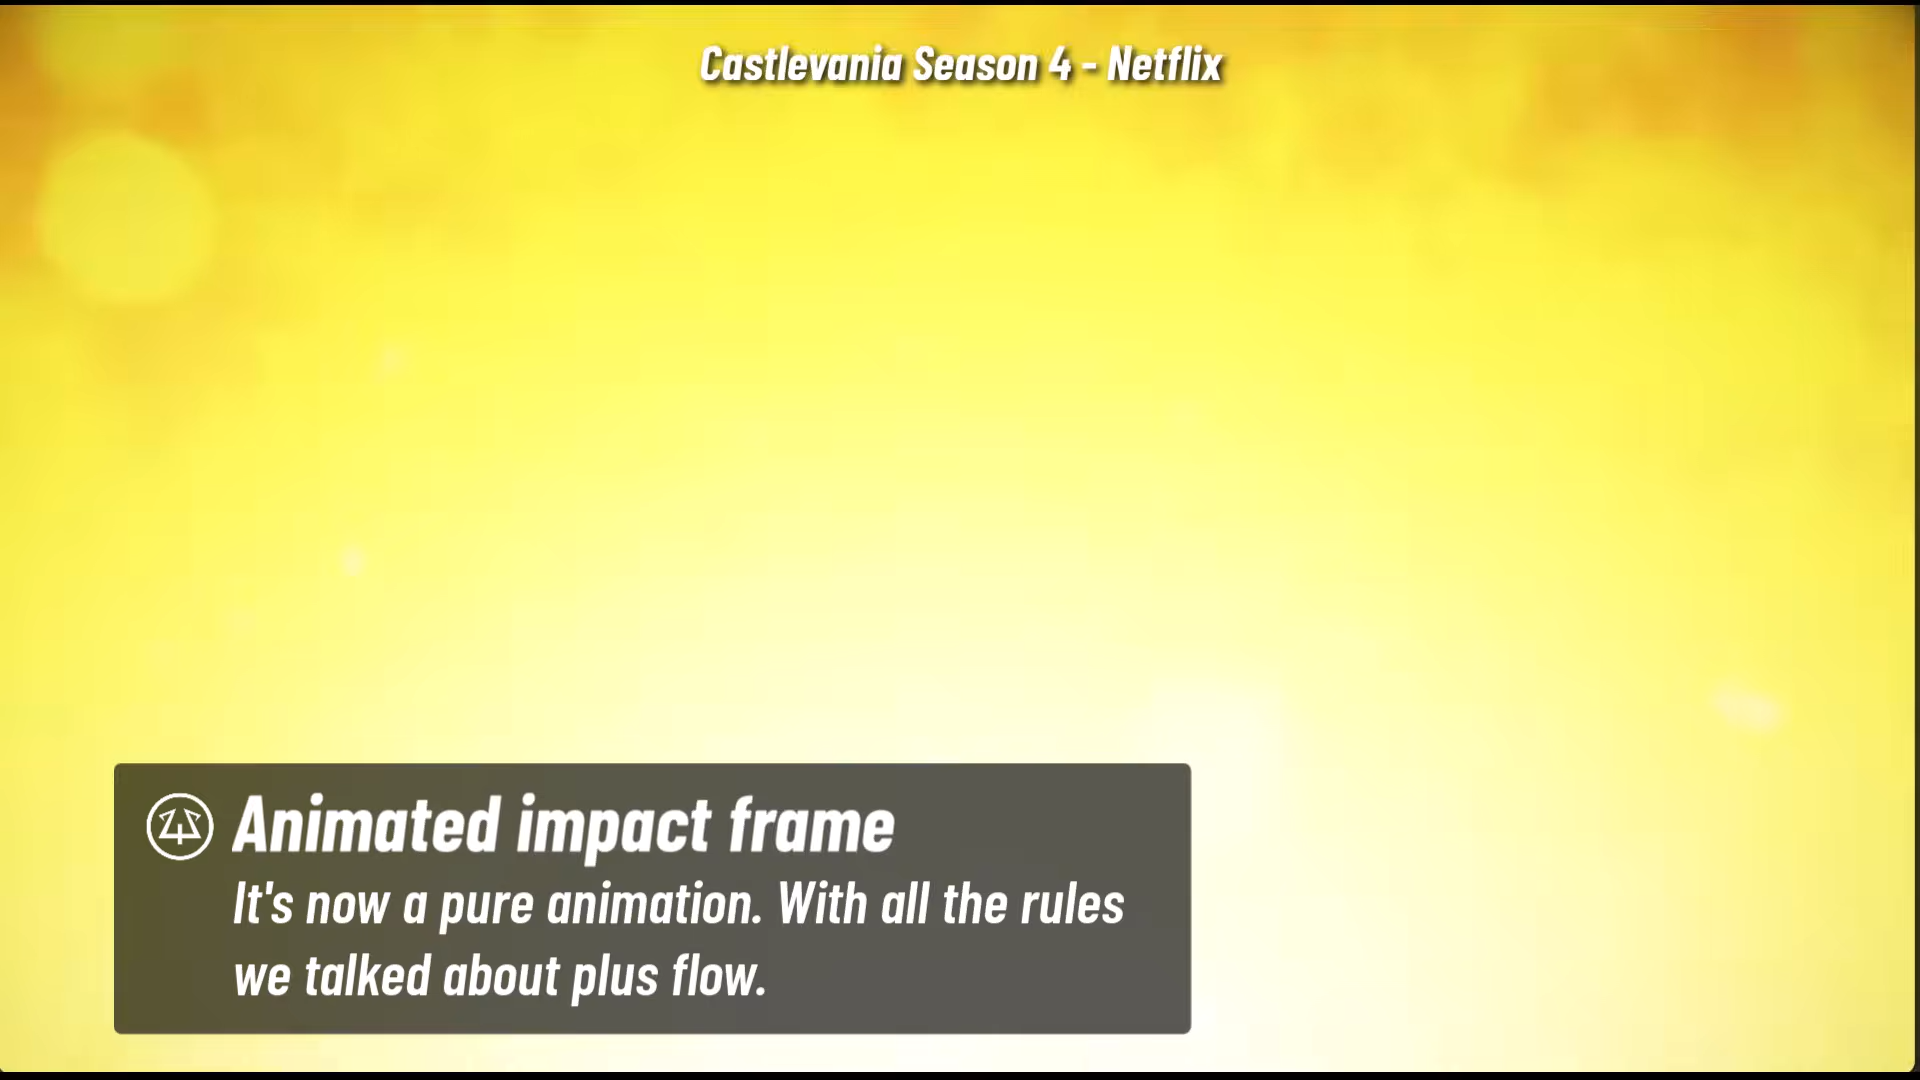 Castlevania Season 4 - Netflix
Animated impact frame
It's now a pure animation. With all the rules
we talked about plus flow.